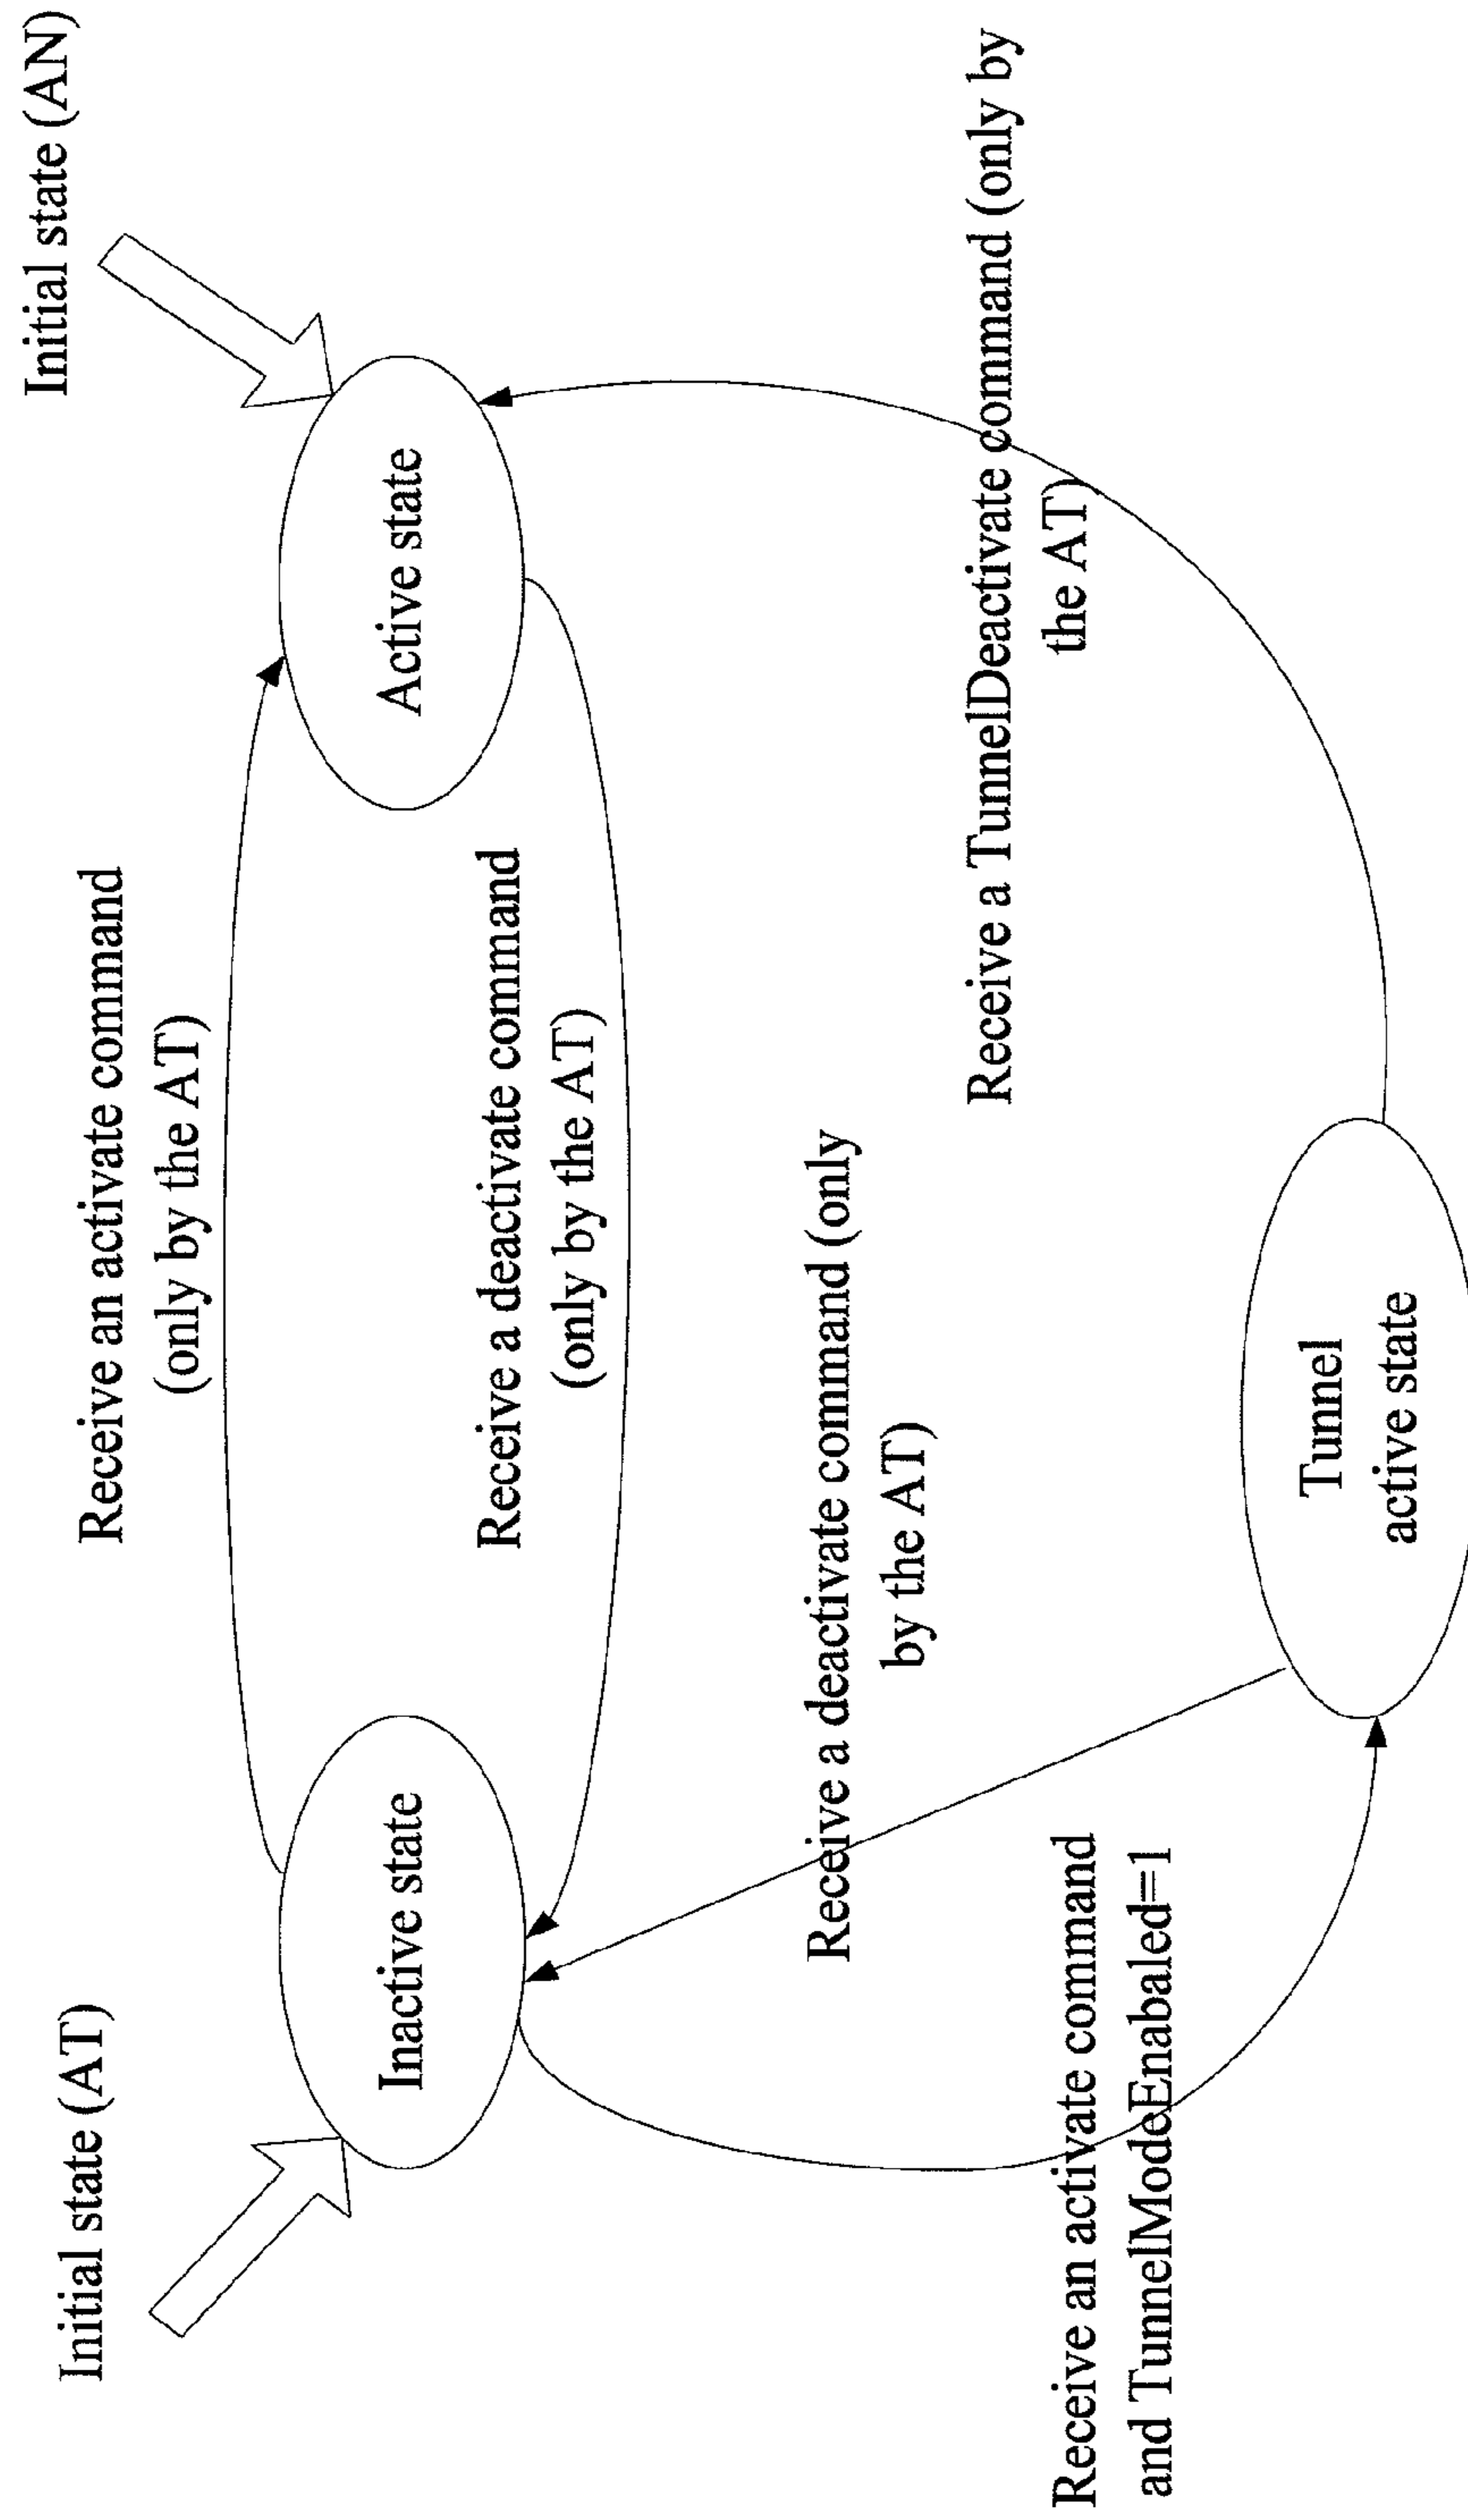 Initial state (AT)
Initial state (AN)
Receive an activate command
(only by the AT)
Inactive state
Active state
Receive a deactivate command
(only by the AT)
Receive a deactivate command (only
by the AT)
Receive a TunnelDeactivate command (only by
the AT)
Receive an activate command
and TunnelModeEnabaled=1
Tunnel
active state